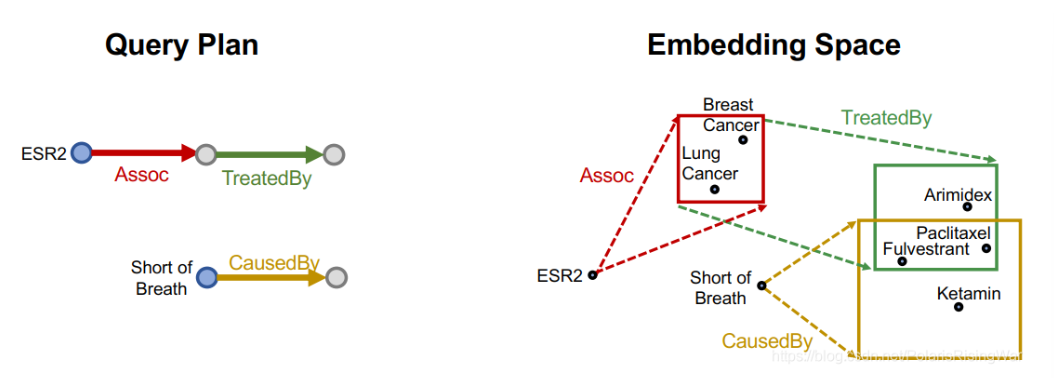 Query Plan
ESR2
Assoc
TreatedBy
Short of
Breath
CausedBy
Embedding Space
Breast
Cancer
Lung
Cancer
Assoc
TreatedBy
ESR2
Short of
Breath
CausedBy
Arimidex
Paclitaxel
Fulvestrant
Ketamin
https://blog.csdn.net/PolarisRisingWar